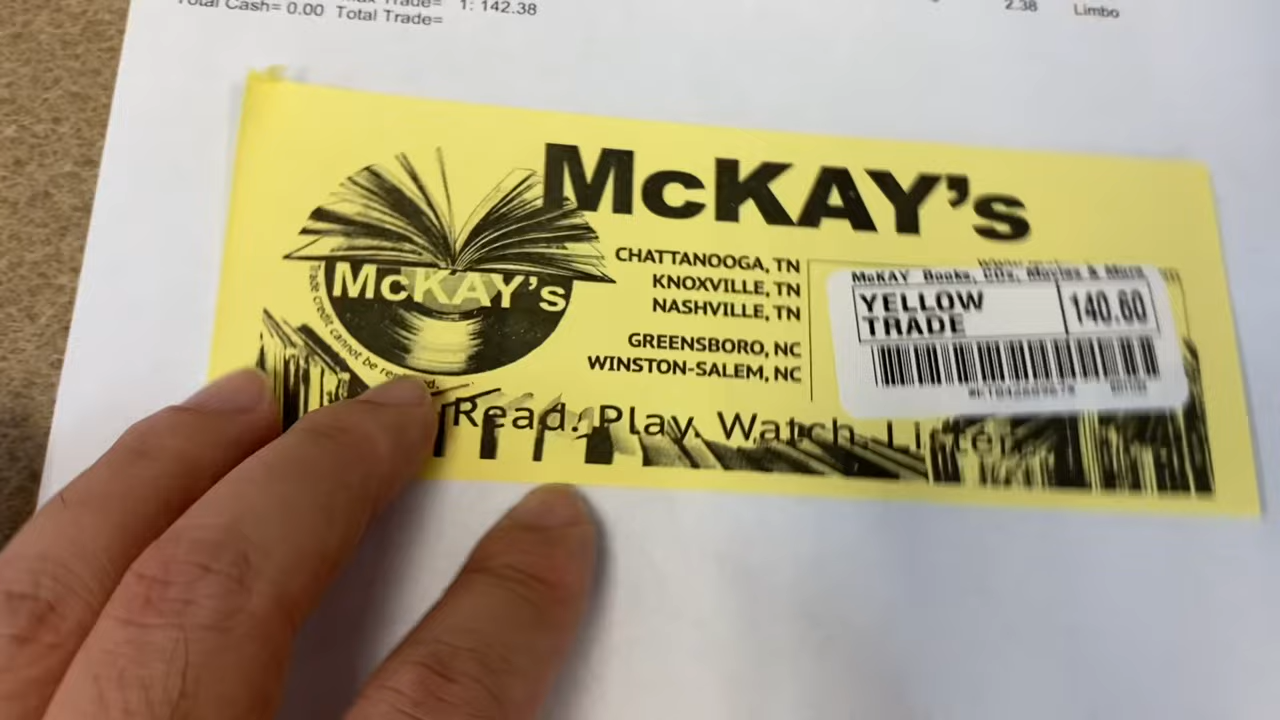 Trade= 1: 142.38
Total Cash= 0.00 Total Trade=
2.38 Limbo
McKAY's
McKAY's
Trade credit cannot be
CHATTANOOGA, TN
KNOXVILLE, TN
NASHVILLE, TN
GREENSBORO, NC
WINSTON-SALEM, NC
McKAY Books, CDs, Movies & More
YELLOW TRADE
140.60
Read. Play. Watch. Listen.